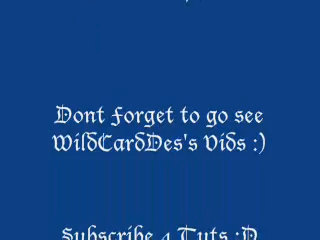 Dont Forget to go see
WildCardDes's Vids :)
Subscribe 4 Tuts :D